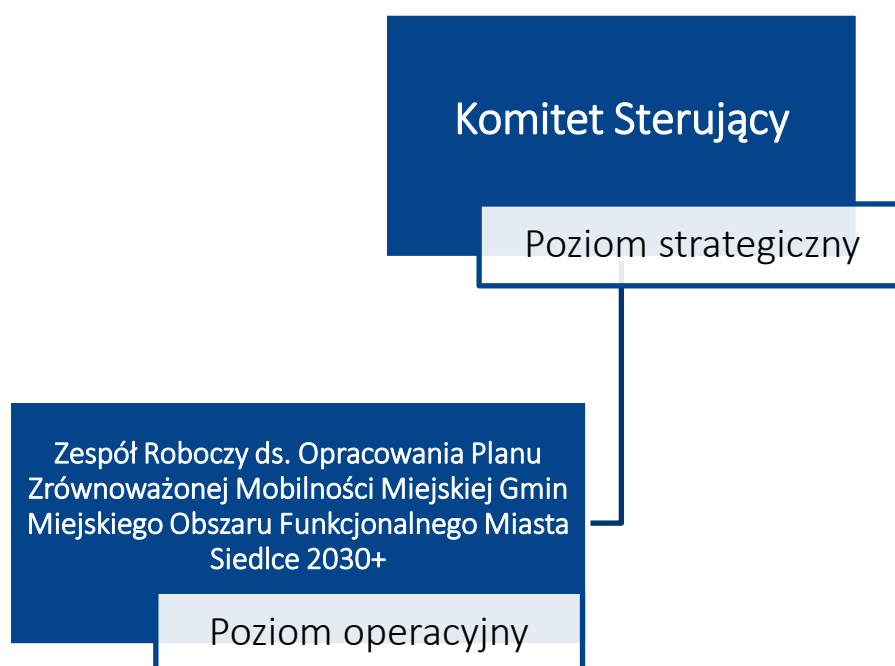 Komitet Sterujący
Poziom strategiczny
Zespół Roboczy ds. Opracowania Planu
Zrównoważonej Mobilności Miejskiej Gmin
Miejskiego Obszaru Funkcjonalnego Miasta
Siedlce 2030+
Poziom operacyjny